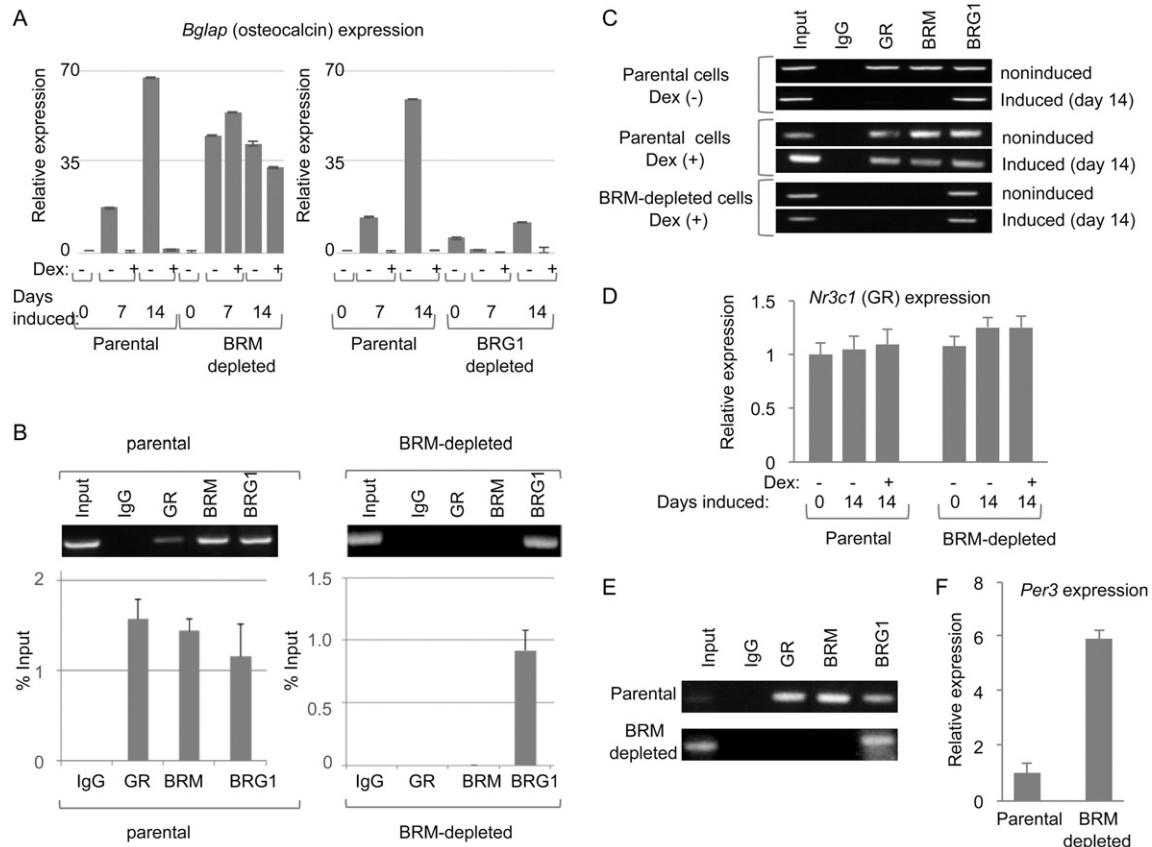 A
Bglap (osteocalcin) expression
70
35
0
Relative expression
Dex: - - + - + - - + - +
Days induced: 0 7 14 0 7 14
Parental
BRM depleted
70
35
0
Relative expression
- - + - + - - + - +
0 7 14 0 7 14
Parental
BRG1 depleted
B
parental
Input IgG GR BRM BRG1
2
1
0
% Input
IgG GR BRM BRG1
parental
BRM-depleted
Input IgG GR BRM BRG1
1.5
1.0
0.5
0
% Input
IgG GR BRM BRG1
BRM-depleted
C
Input IgG GR BRM BRG1
Parental cells
Dex (-)
noninduced
Induced (day 14)
Parental cells
Dex (+)
noninduced
Induced (day 14)
BRM-depleted cells
Dex (+)
noninduced
Induced (day 14)
D
Nr3c1 (GR) expression
1.5
1
0.5
0
Relative expression
Dex: - - + - - +
Days induced: 0 14 14 0 14 14
Parental
BRM-depleted
E
Input IgG GR BRM BRG1
Parental
BRM
depleted
F
Per3 expression
8
6
4
2
0
Relative expression
Parental
BRM
depleted